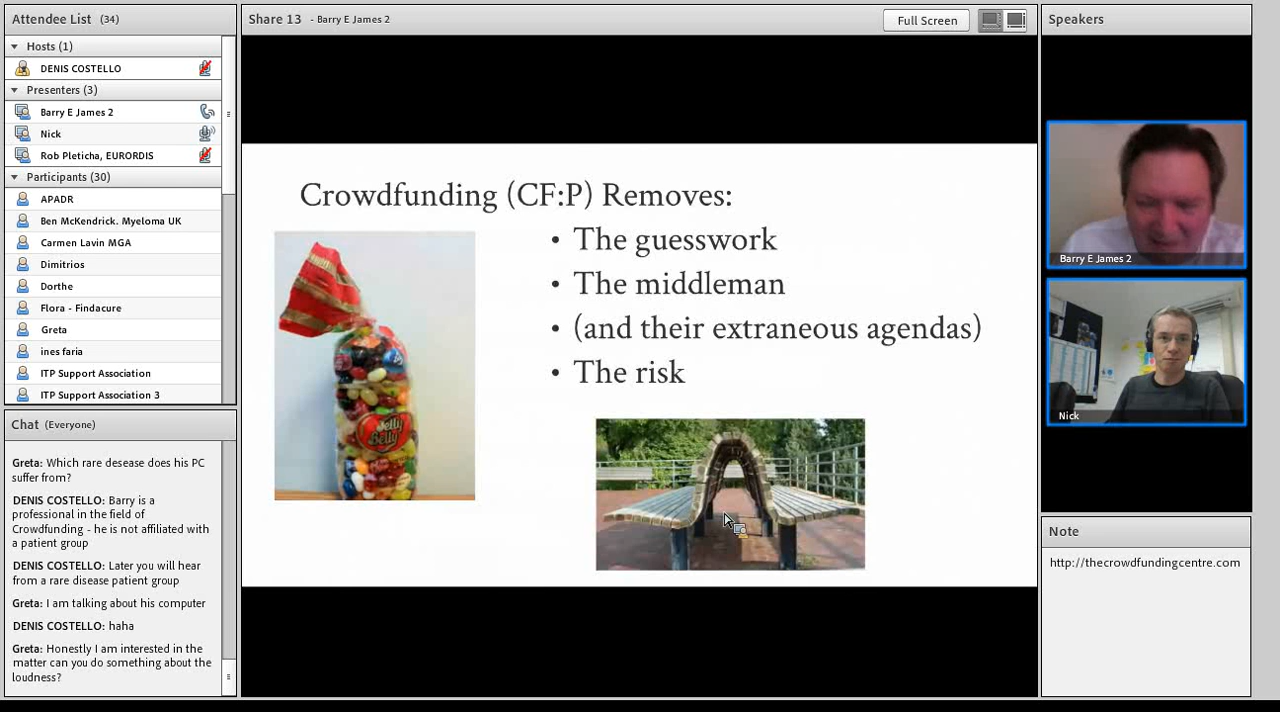 Attendee List (34)
Hosts (1)
DENIS COSTELLO
Presenters (3)
Barry E James 2
Nick
Rob Pleticha, EURORDIS
Participants (30)
APADR
Ben McKendrick. Myeloma UK
Carmen Lavin MGA
Dimitrios
Dorthe
Flora - Findacure
Greta
ines faria
ITP Support Association
ITP Support Association 3
Chat (Everyone)
Greta: Which rare desease does his PC
suffer from?
DENIS COSTELLO: Barry is a
professional in the field of
Crowdfunding - he is not affiliated with
a patient group
DENIS COSTELLO: Later you will hear
from a rare disease patient group
Greta: I am talking about his computer
DENIS COSTELLO: haha
Greta: Honestly I am interested in the
matter can you do something about the
loudness?
Share 13 - Barry E James 2
Full Screen
Crowdfunding (CF:P) Removes:
• The guesswork
• The middleman
• (and their extraneous agendas)
• The risk
Jelly
Belly
Speakers
Barry E James 2
Nick
Note
http://thecrowdfundingcentre.com